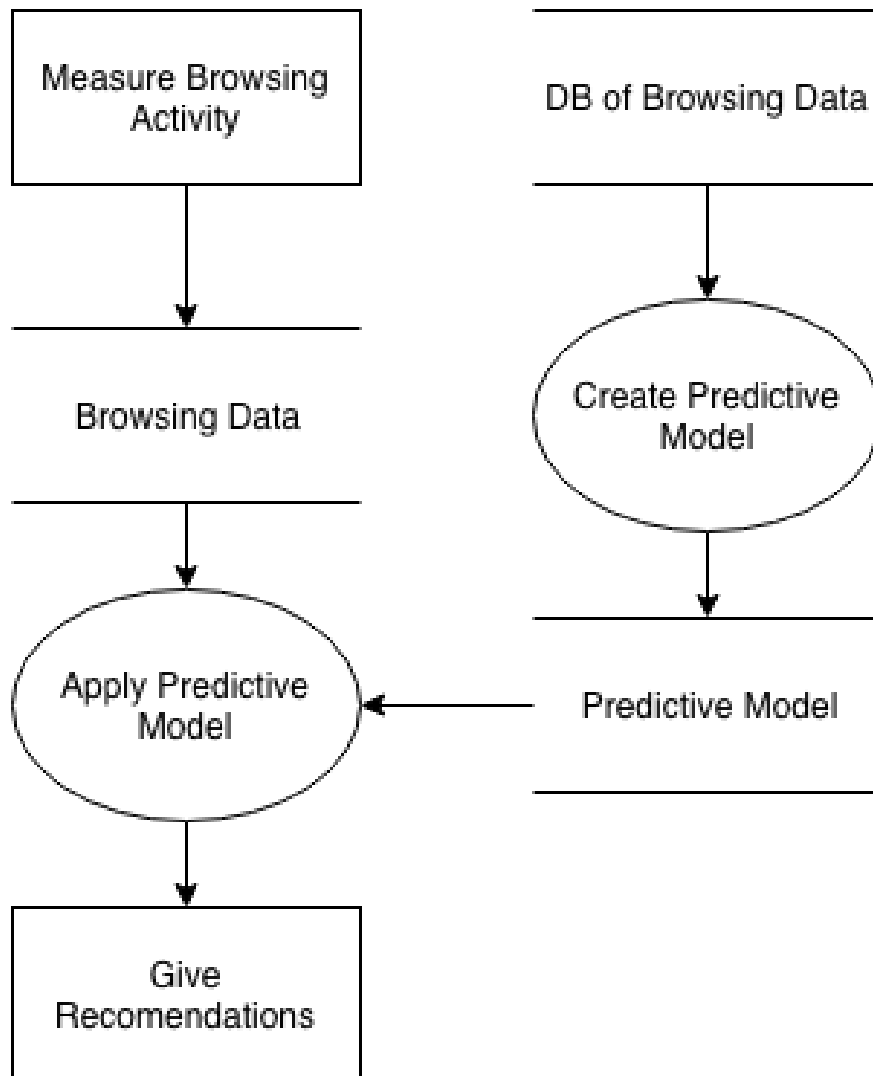 Measure Browsing
Activity
DB of Browsing Data
Browsing Data
Create Predictive
Model
Apply Predictive
Model
Predictive Model
Give
Recomendations